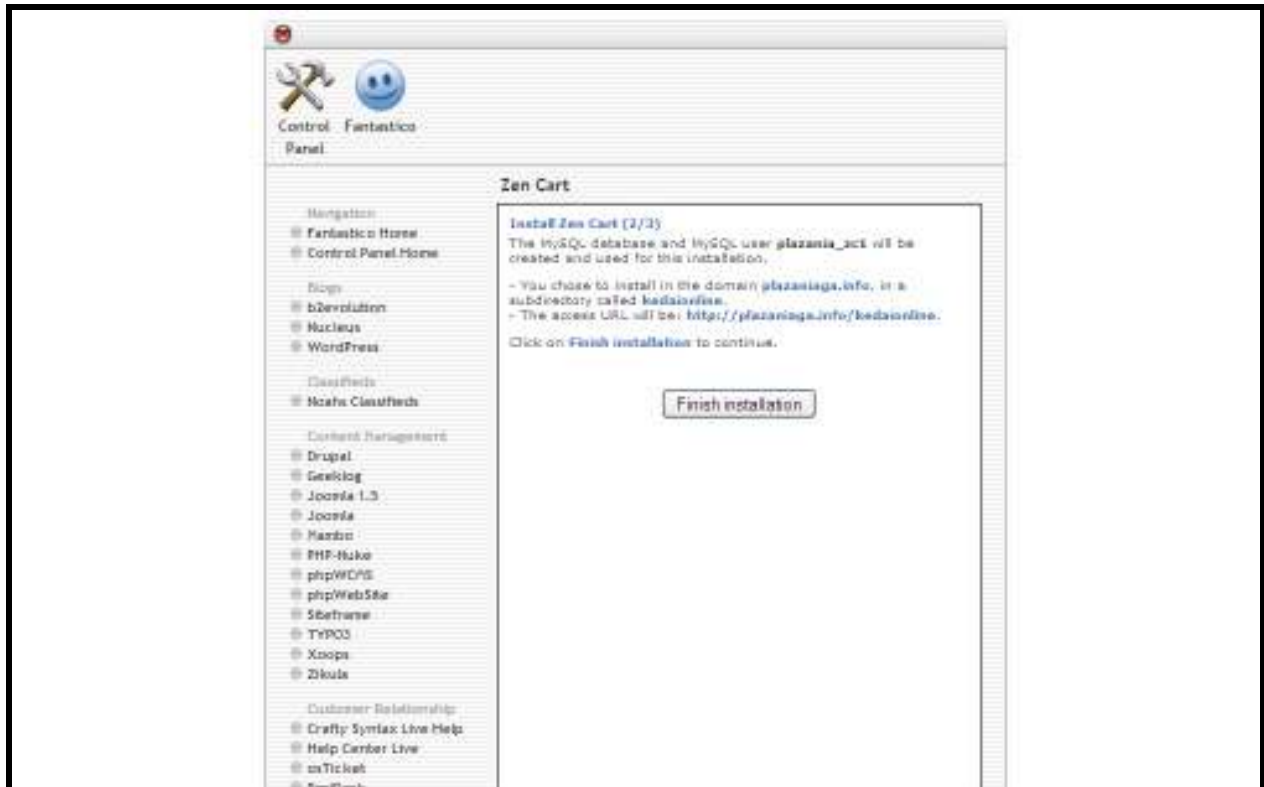 Control Panel
Fantastico
Zen Cart
Navigation
Fantastico Home
Control Panel Home
Blogs
b2evolution
Nucleus
WordPress
Classifieds
Noahs Classifieds
Content Management
Drupal
Geeklog
Joomla 1.5
Joomla
Mambo
PHP-Nuke
phpWCMS
phpWebSite
Siteframe
TYPO3
Xoops
Zikula
Customer Relationship
Crafty Syntax Live Help
Help Center Live
osTicket
Install Zen Cart (2/3)
The MySQL database and MySQL user plazania_zc1 will be
created and used for this installation.
- You chose to install in the domain plazaniaga.info, in a
subdirectory called kedaionline.
- The access URL will be: http://plazaniaga.info/kedaionline.
Click on Finish installation to continue.
Finish installation